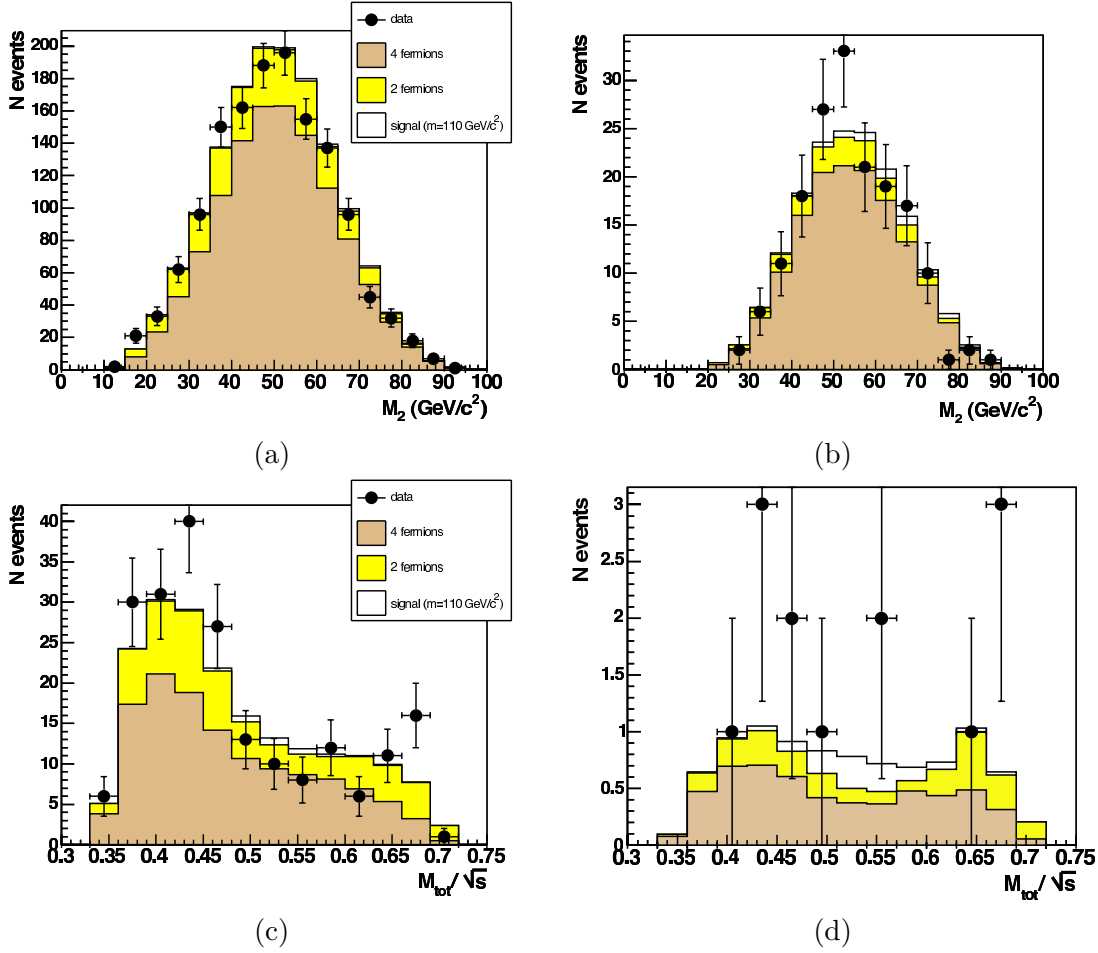 N events
200
180
160
140
120
100
80
60
40
20
0
0 10 20 30 40 50 60 70 80 90 100
M2 (GeV/c2)
data
4 fermions
2 fermions
signal (m=110 GeV/c2)
(a)
N events
30
25
20
15
10
5
0
0 10 20 30 40 50 60 70 80 90 100
M2 (GeV/c2)
(b)
N events
40
35
30
25
20
15
10
5
0
0.3 0.35 0.4 0.45 0.5 0.55 0.6 0.65 0.7 0.75
Mtot/√s
data
4 fermions
2 fermions
signal (m=110 GeV/c2)
(c)
N events
3
2.5
2
1.5
1
0.5
0
0.3 0.35 0.4 0.45 0.5 0.55 0.6 0.65 0.7 0.75
Mtot/√s
(d)